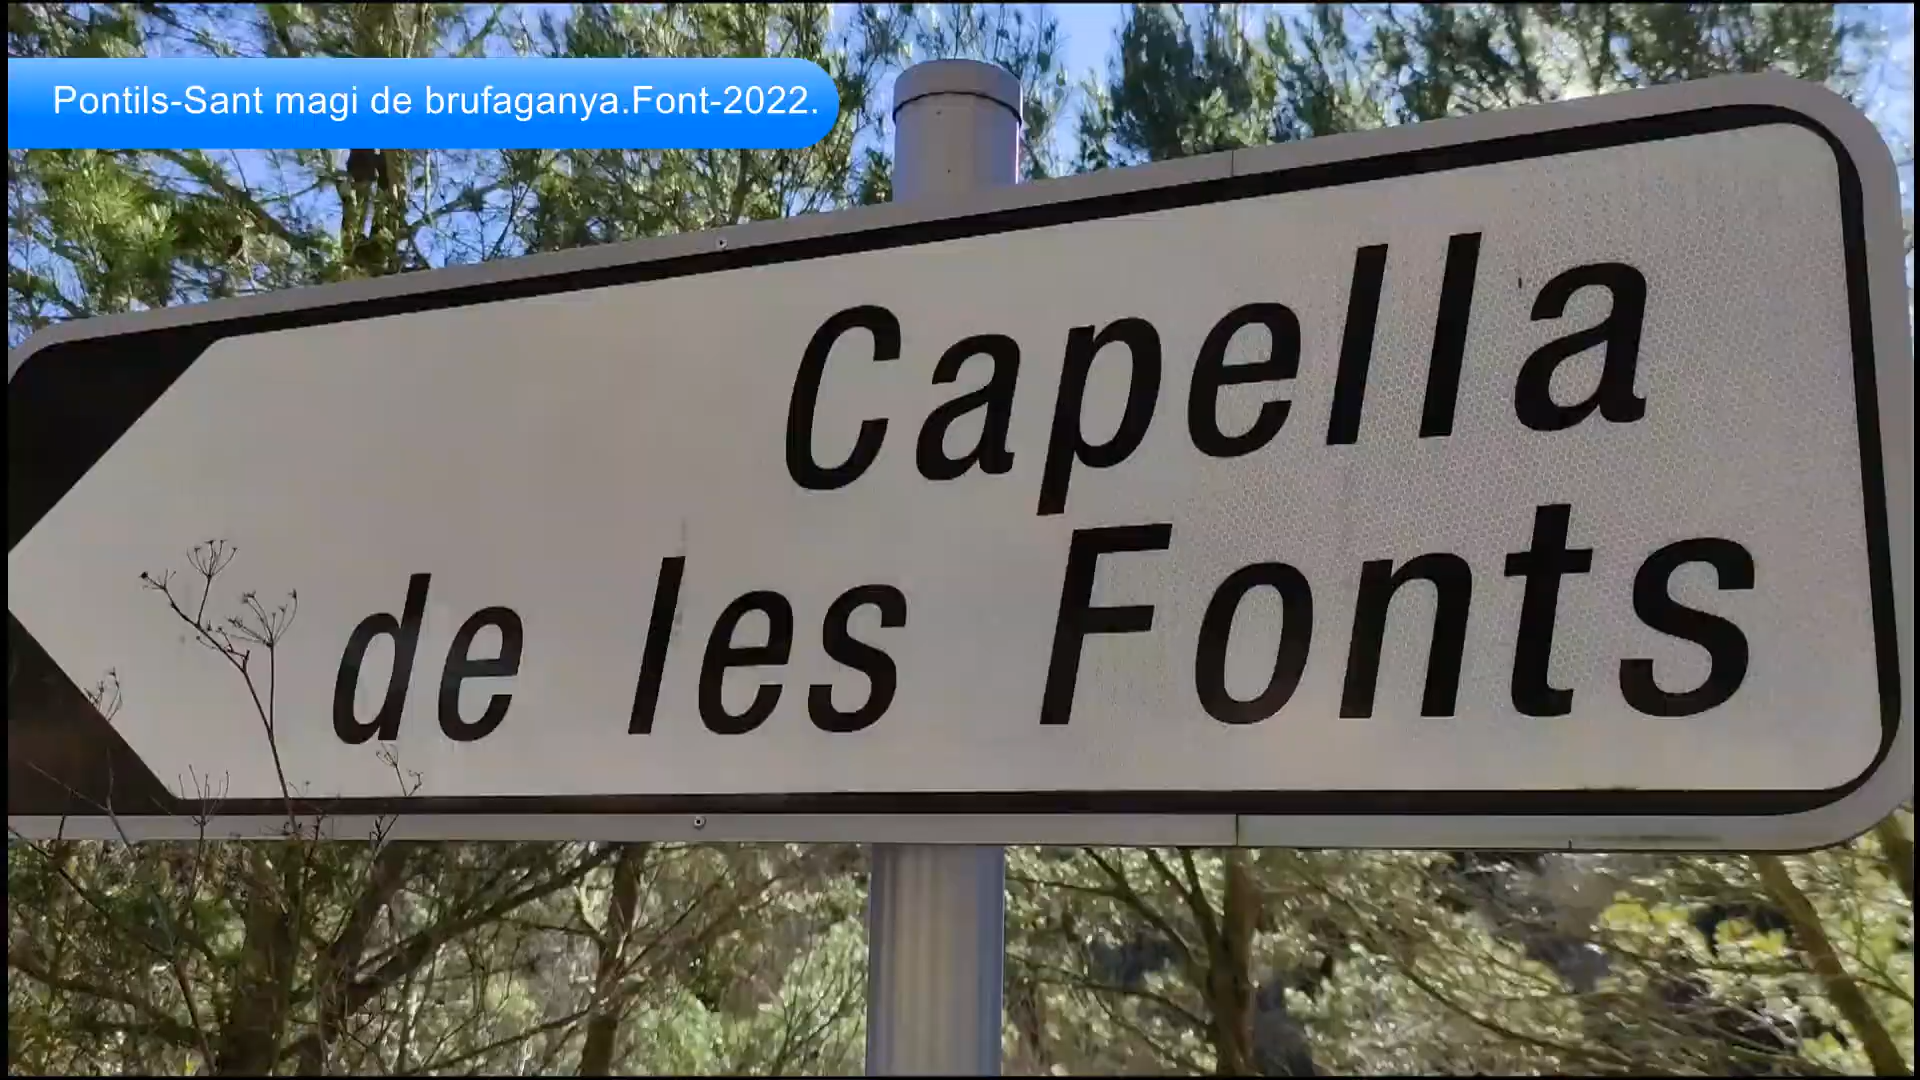 Pontils-Sant magi de brufaganya.Font-2022.
Capella
de les Fonts